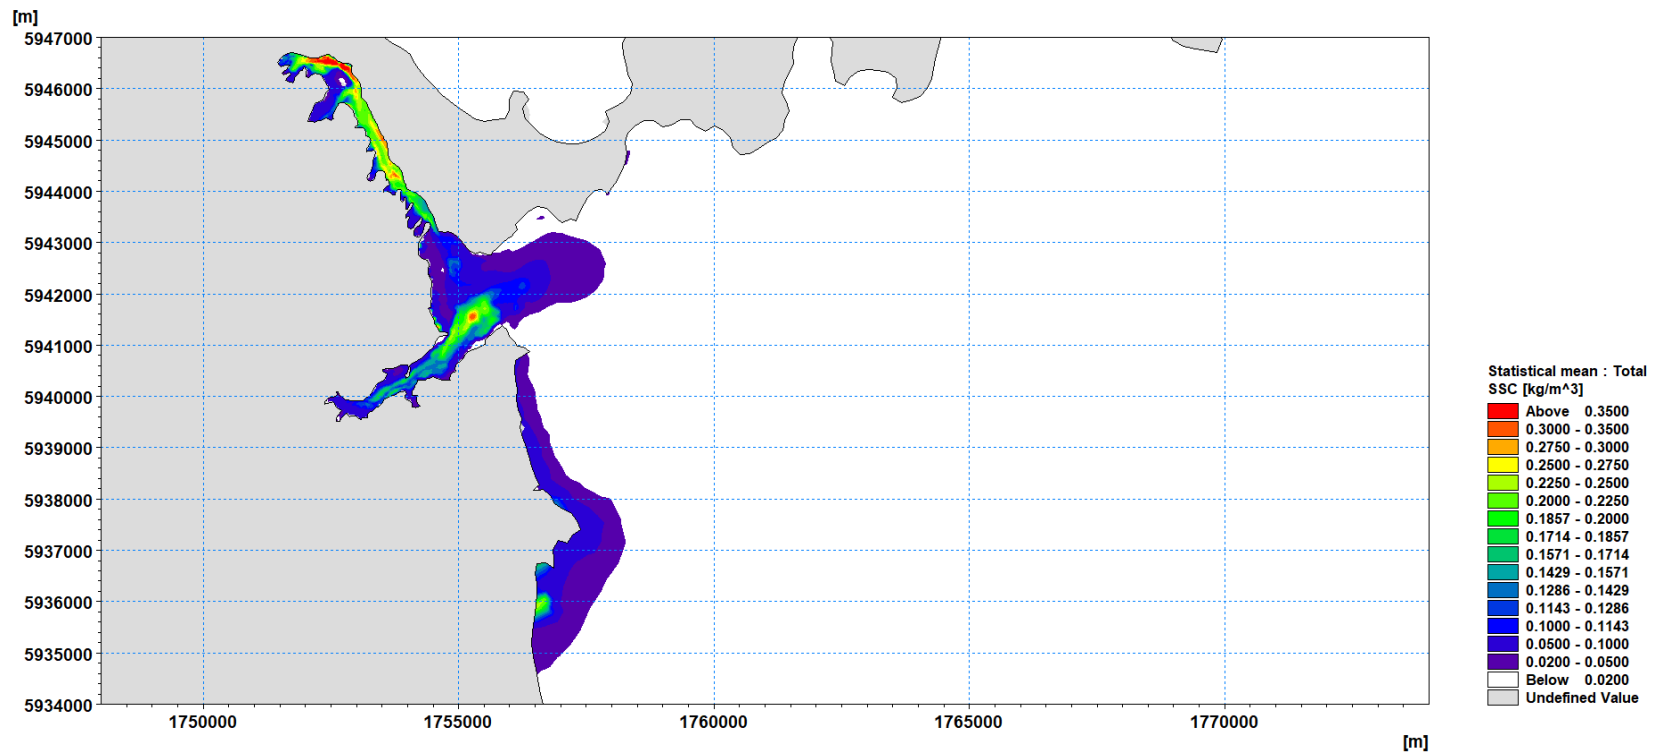 [m]
5947000
5946000
5945000
5944000
5943000
5942000
5941000
5940000
5939000
5938000
5937000
5936000
5935000
5934000
1750000 1755000 1760000 1765000 1770000
[m]
Statistical mean : Total
SSC [kg/m^3]
Above 0.3500
0.3000 - 0.3500
0.2750 - 0.3000
0.2500 - 0.2750
0.2250 - 0.2500
0.2000 - 0.2250
0.1857 - 0.2000
0.1714 - 0.1857
0.1571 - 0.1714
0.1429 - 0.1571
0.1286 - 0.1429
0.1143 - 0.1286
0.1000 - 0.1143
0.0500 - 0.1000
0.0200 - 0.0500
Below 0.0200
Undefined Value